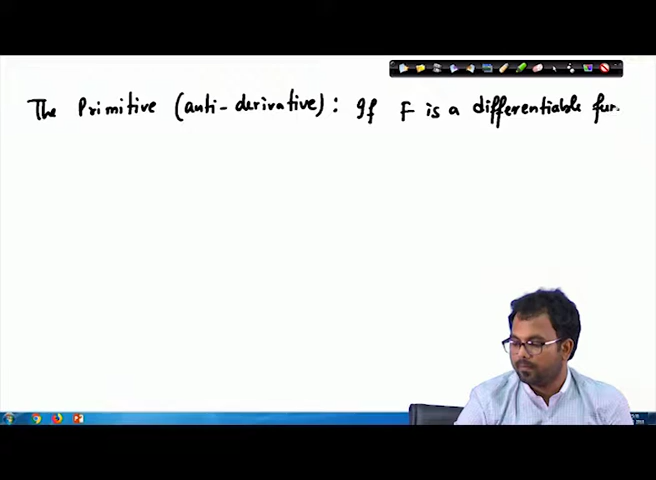 The Primitive (anti-derivative): If F is a differentiable fun